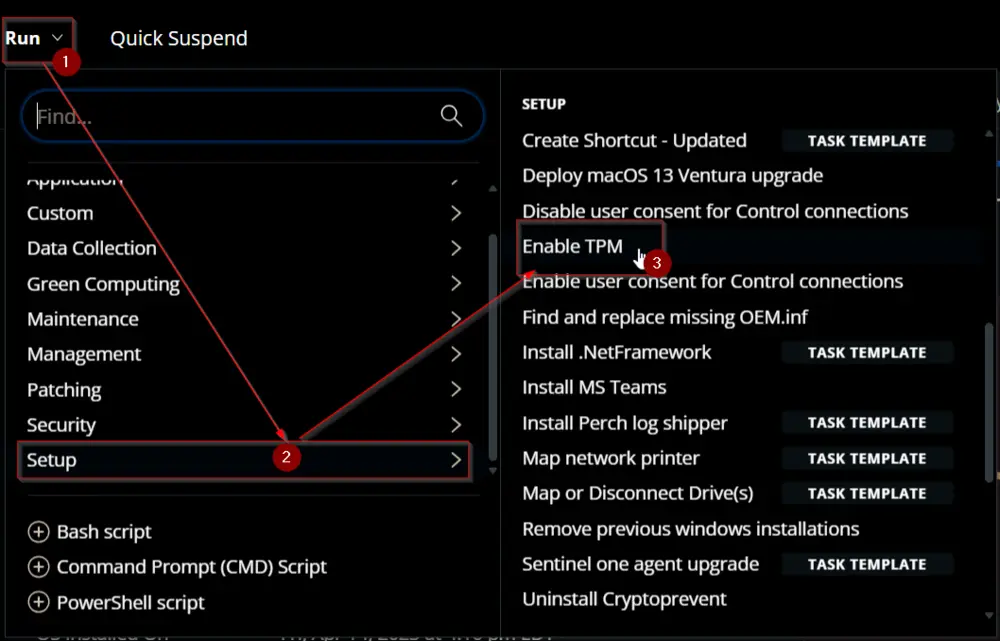 Run Quick Suspend
1
Find...
Application
Custom
Data Collection
Green Computing
Maintenance
Management
Patching
Security
Setup
2
Bash script
Command Prompt (CMD) Script
PowerShell script
SETUP
Create Shortcut - Updated TASK TEMPLATE
Deploy macOS 13 Ventura upgrade
Disable user consent for Control connections
Enable TPM
3
Enable user consent for Control connections
Find and replace missing OEM.inf
Install .NetFramework TASK TEMPLATE
Install MS Teams
Install Perch log shipper TASK TEMPLATE
Map network printer TASK TEMPLATE
Map or Disconnect Drive(s) TASK TEMPLATE
Remove previous windows installations
Sentinel one agent upgrade TASK TEMPLATE
Uninstall Cryptoprevent